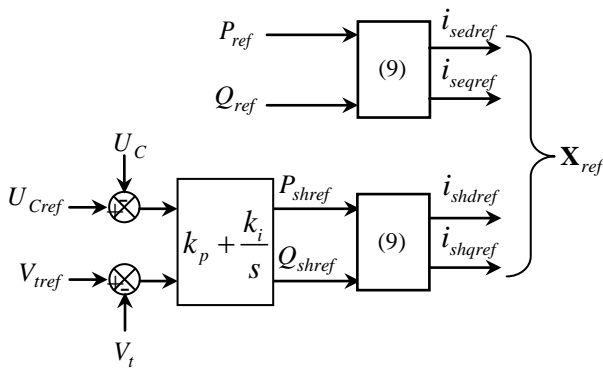 P_ref
Q_ref
(9)
i_sedref
i_seqref
X_ref
U_C
U_Cref
+
-
V_tref
+
-
V_t
k_p + k_i/s
P_shref
Q_shref
(9)
i_shdref
i_shqref